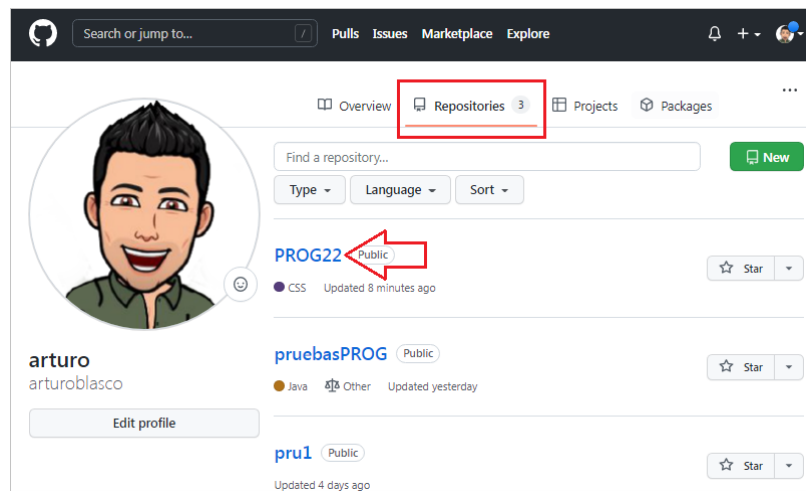 Search or jump to... / Pulls Issues Marketplace Explore
Overview Repositories 3 Projects Packages
Find a repository... New
Type Language Sort
PROG22 Public
Star
CSS Updated 8 minutes ago
arturo
arturoblasco
Edit profile
pruebasPROG Public
Star
Java Other Updated yesterday
pru1 Public
Star
Updated 4 days ago